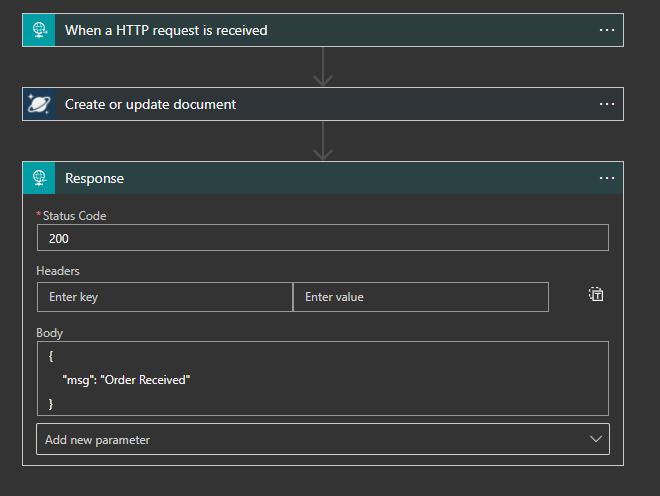 When a HTTP request is received
Create or update document
Response
*Status Code
200
Headers
Enter key
Enter value
Body
{
"msg": "Order Received"
}
Add new parameter